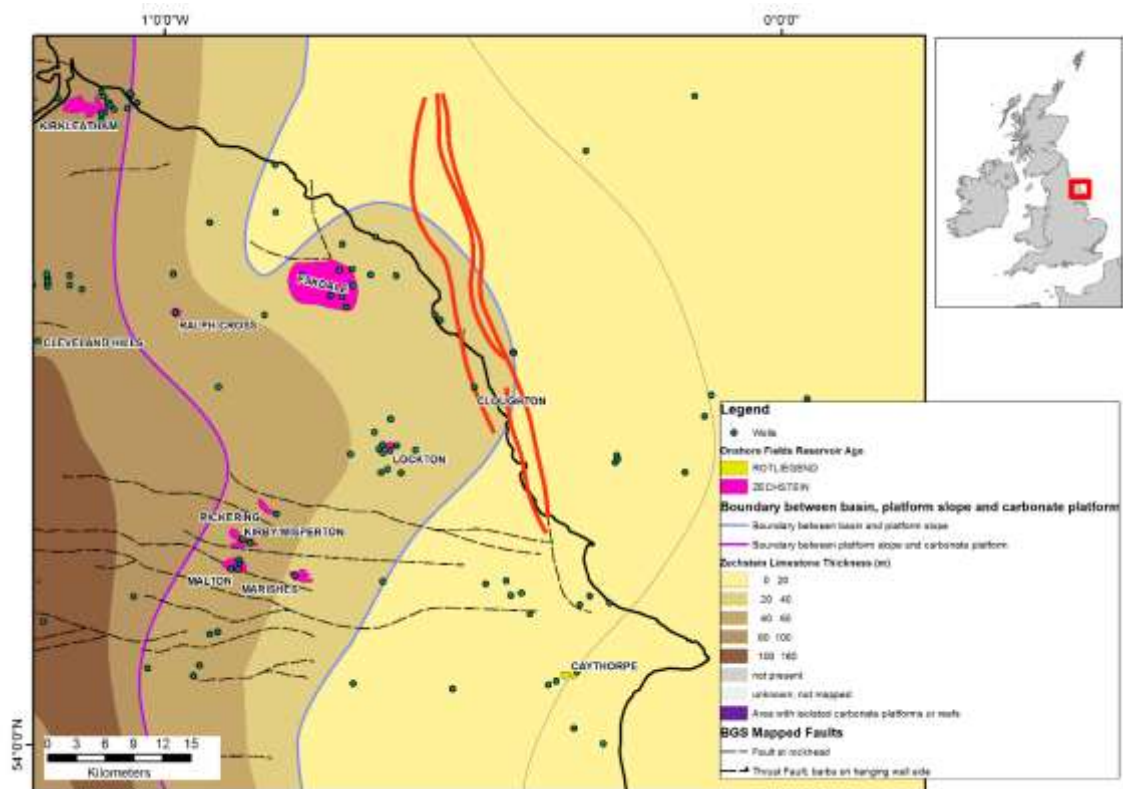 1°0'0"W
0°0'0"
KIRKLEATHAM
ESKDALE
RALPH CROSS
CLEVELAND HILLS
CLOUGHTON
LOCKTON
PICKERING
KIRBY MISPERTON
MALTON
MARISHES
CAYTHORPE
54°0'0"N
0 3 6 9 12 15
Kilometers
Legend
Wells
Onshore Fields Reservoir Age
ROTLIEGEND
ZECHSTEIN
Boundary between basin, platform slope and carbonate platform
Boundary between basin and platform slope
Boundary between platform slope and carbonate platform
Zechstein Limestone Thickness (m)
0 20
20 40
100 160
not present
unknown; not mapped
Area with isolated carbonate platforms or reefs
BGS Mapped Faults
Fault at rockhead
Thrust Fault; barbs on hanging wall side